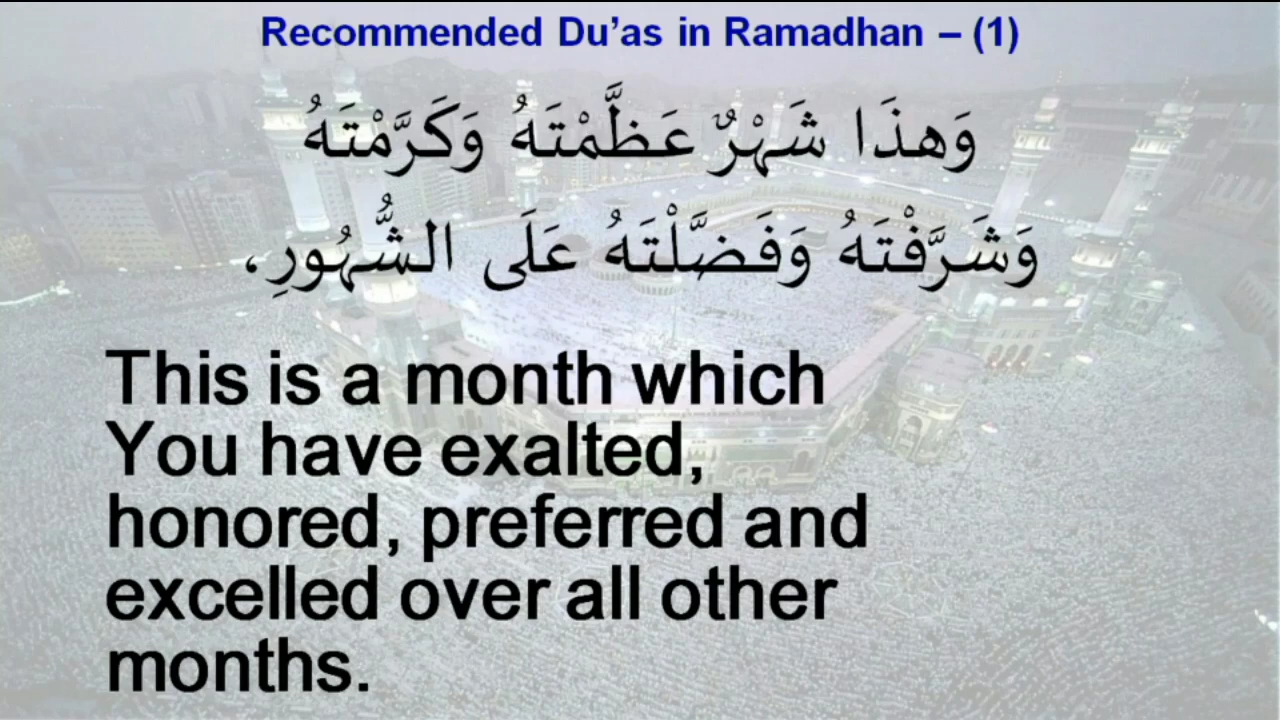 Recommended Du'as in Ramadhan – (1)
وَهذَا شَهْرٌ عَظَّمْتَهُ وَكَرَّمْتَهُ
وَشَرَّفْتَهُ وَفَضَّلْتَهُ عَلَى الشُّهُورِ،
This is a month which
You have exalted,
honored, preferred and
excelled over all other
months.